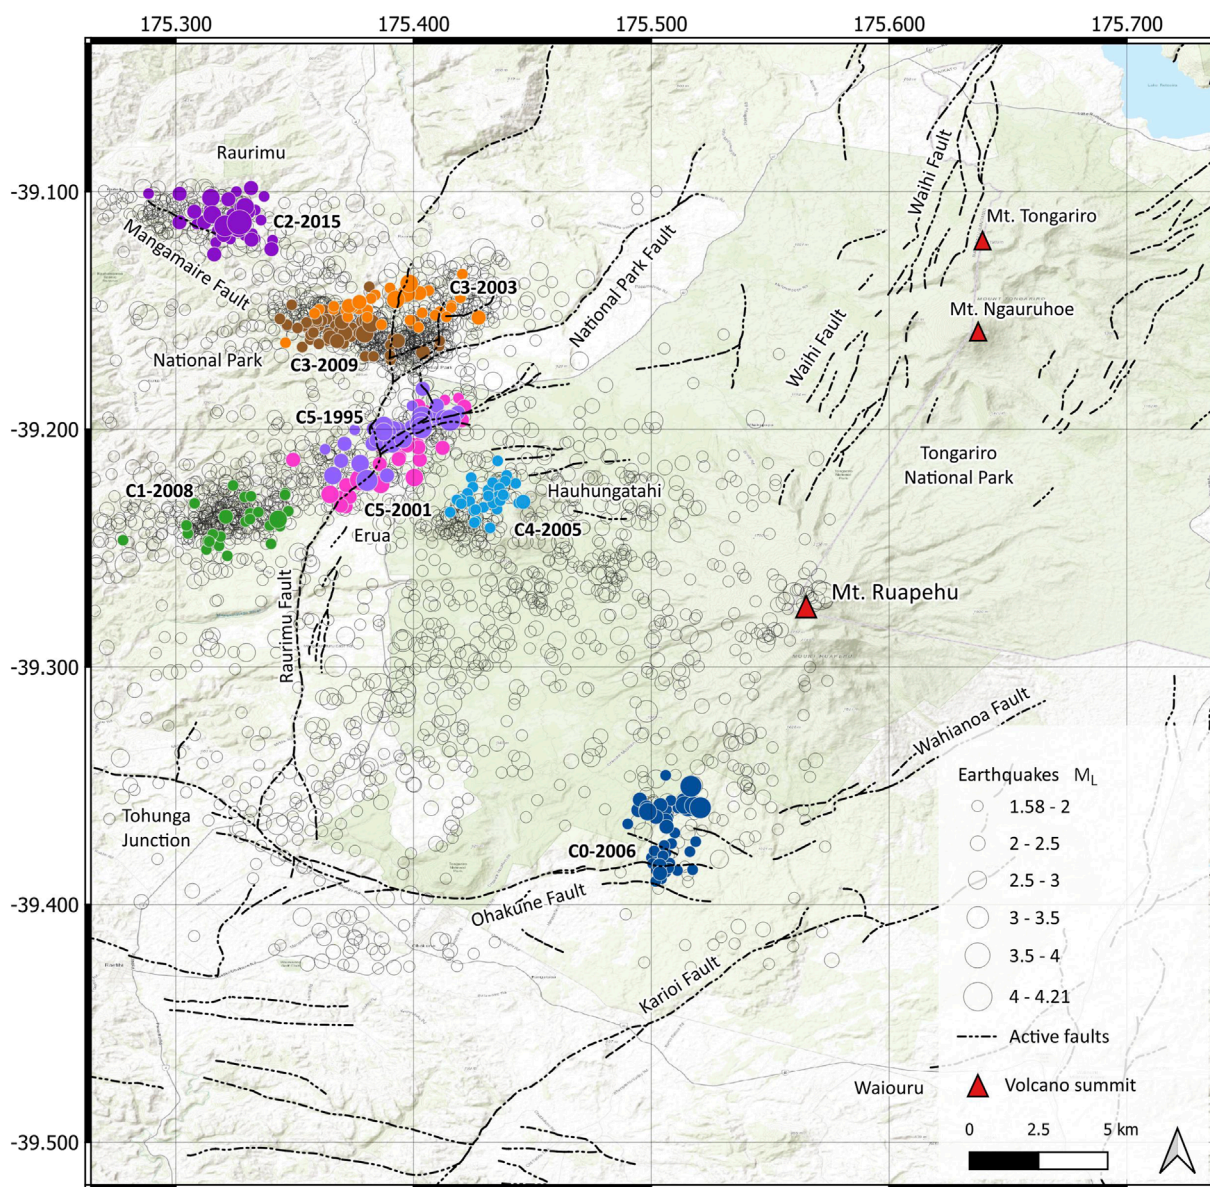 175.300 175.400 175.500 175.600 175.700
-39.100
-39.200
-39.300
-39.400
-39.500
Raurimu
C2-2015
Mangamaire Fault
Waihi Fault
Mt. Tongariro
National Park Fault
C3-2003
Mt. Ngauruhoe
Waihi Fault
National Park
C3-2009
C5-1995
Tongariro
National Park
C1-2008
Hauhungatahi
C5-2001
C4-2005
Erua
Raurimu Fault
Mt. Ruapehu
Wahianoa Fault
Tohunga
Junction
C0-2006
Ohakune Fault
Karioi Fault
Waiouru
Earthquakes ML
1.58 - 2
2 - 2.5
2.5 - 3
3 - 3.5
3.5 - 4
4 - 4.21
Active faults
Volcano summit
0 2.5 5 km